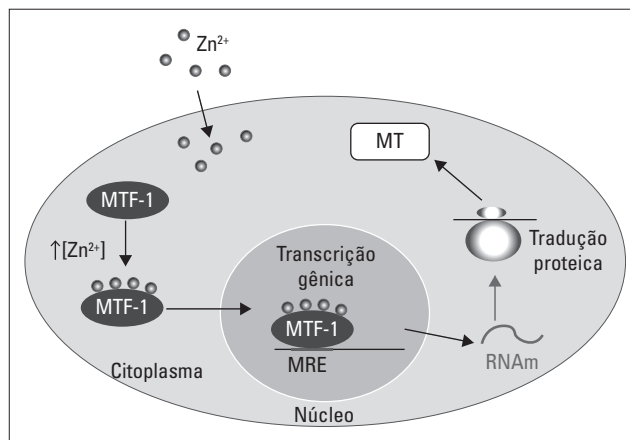 Zn²⁺
MT
MTF-1
↑[Zn²⁺]
MTF-1
Citoplasma
Transcrição
gênica
MTF-1
MRE
Núcleo
Tradução
proteica
RNAm